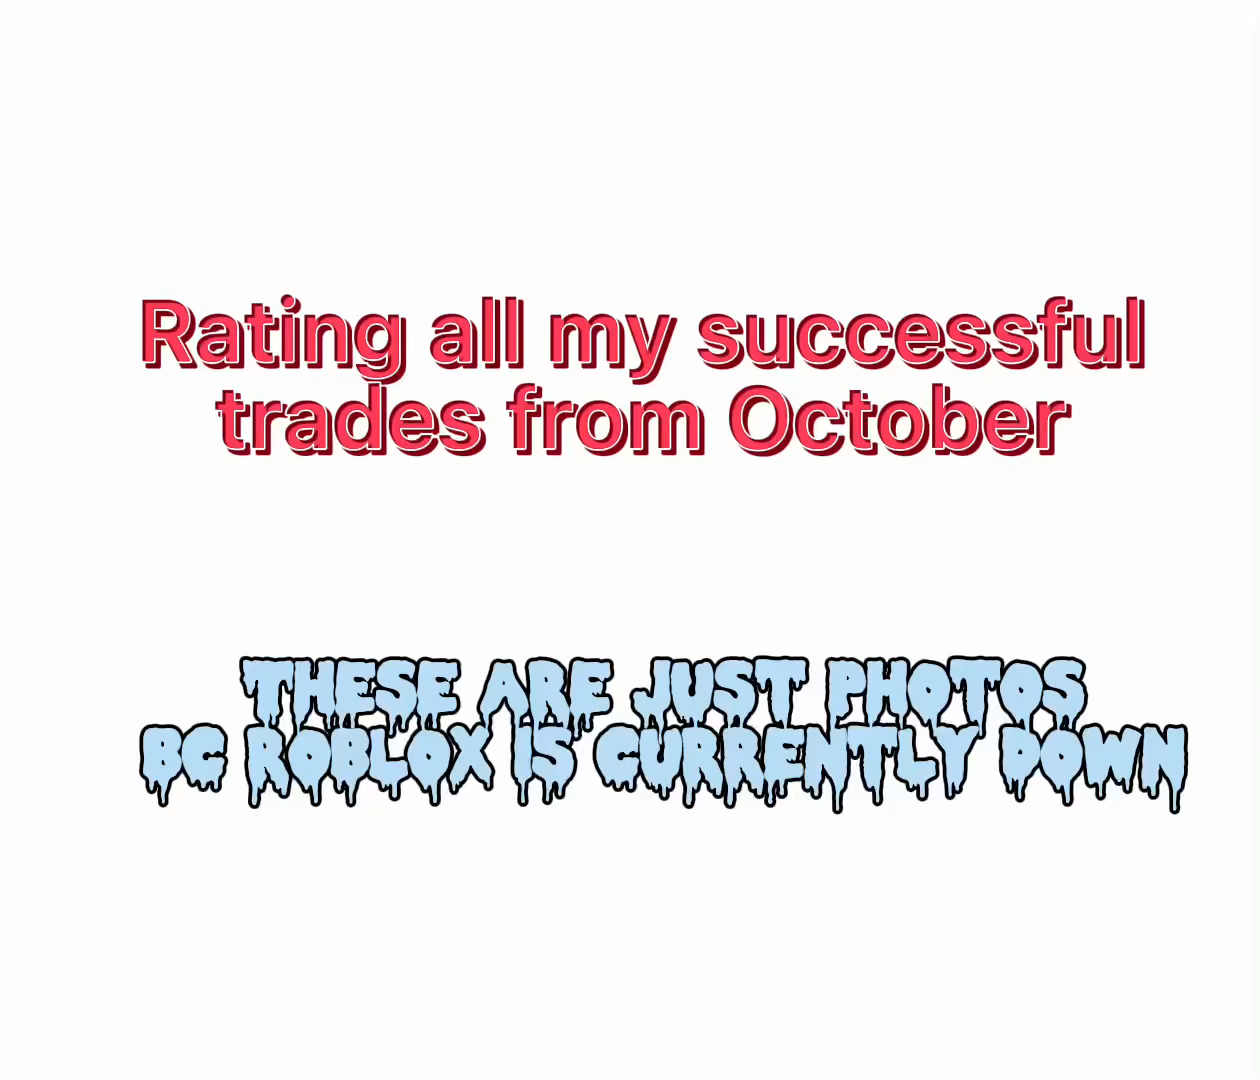 Rating all my successful
trades from October
THESE ARE JUST PHOTOS
BC ROBLOX IS CURRENTLY DOWN